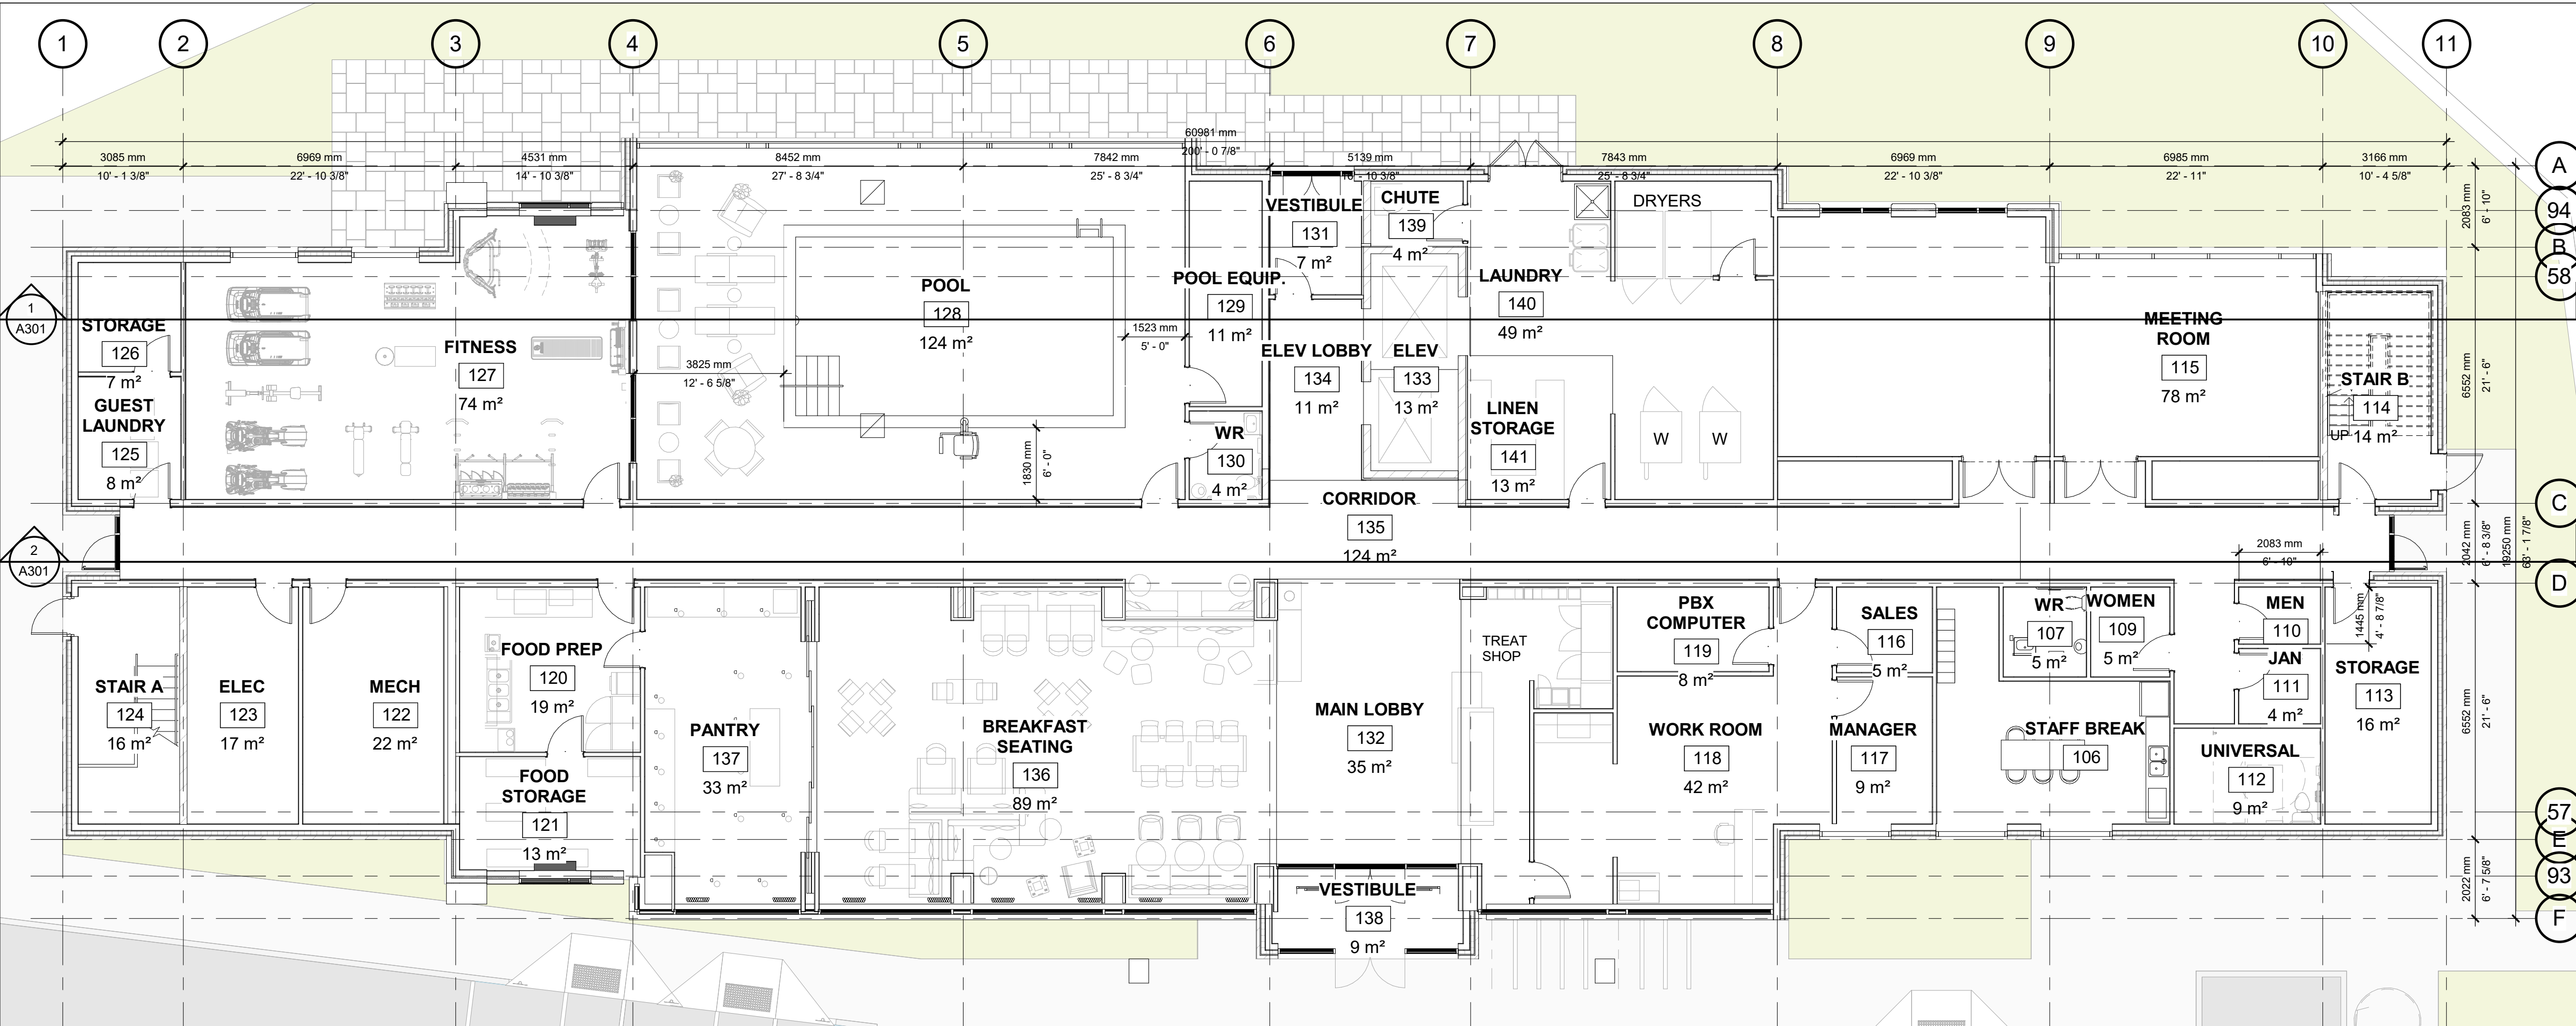 1
2
3
4
5
6
7
8
9
10
11
60981 mm
200' - 0 7/8"
3085 mm
10' - 1 3/8"
6969 mm
22' - 10 3/8"
4531 mm
14' - 10 3/8"
8452 mm
27' - 8 3/4"
7842 mm
25' - 8 3/4"
5139 mm
- 10 3/8"
7843 mm
25' - 8 3/4"
6969 mm
22' - 10 3/8"
6985 mm
22' - 11"
3166 mm
10' - 4 5/8"
A
94
B
58
C
D
57
E
93
F
2083 mm
6' - 10"
6552 mm
21' - 6"
2042 mm
6' - 8 3/8"
19250 mm
63' - 1 7/8"
6552 mm
21' - 6"
2022 mm
6' - 7 5/8"
1
A301
2
A301
STORAGE
126
7 m²
GUEST
LAUNDRY
125
8 m²
FITNESS
127
74 m²
POOL
128
124 m²
3825 mm
12' - 6 5/8"
1523 mm
5' - 0"
1830 mm
6' - 0"
POOL EQUIP.
129
11 m²
WR
130
4 m²
VESTIBULE
131
7 m²
CHUTE
139
4 m²
ELEV LOBBY
134
11 m²
ELEV
133
13 m²
LAUNDRY
140
49 m²
DRYERS
LINEN
STORAGE
141
13 m²
W
W
MEETING
ROOM
115
78 m²
STAIR B
114
14 m²
UP
CORRIDOR
135
124 m²
2083 mm
6' - 10"
STAIR A
124
16 m²
ELEC
123
17 m²
MECH
122
22 m²
FOOD PREP
120
19 m²
FOOD
STORAGE
121
13 m²
PANTRY
137
33 m²
BREAKFAST
SEATING
136
89 m²
MAIN LOBBY
132
35 m²
VESTIBULE
138
9 m²
TREAT
SHOP
PBX
COMPUTER
119
8 m²
WORK ROOM
118
42 m²
SALES
116
5 m²
MANAGER
117
9 m²
STAFF BREAK
106
WR
107
5 m²
WOMEN
109
5 m²
MEN
110
JAN
111
4 m²
UNIVERSAL
112
9 m²
1445 mm
4' - 8 7/8"
STORAGE
113
16 m²